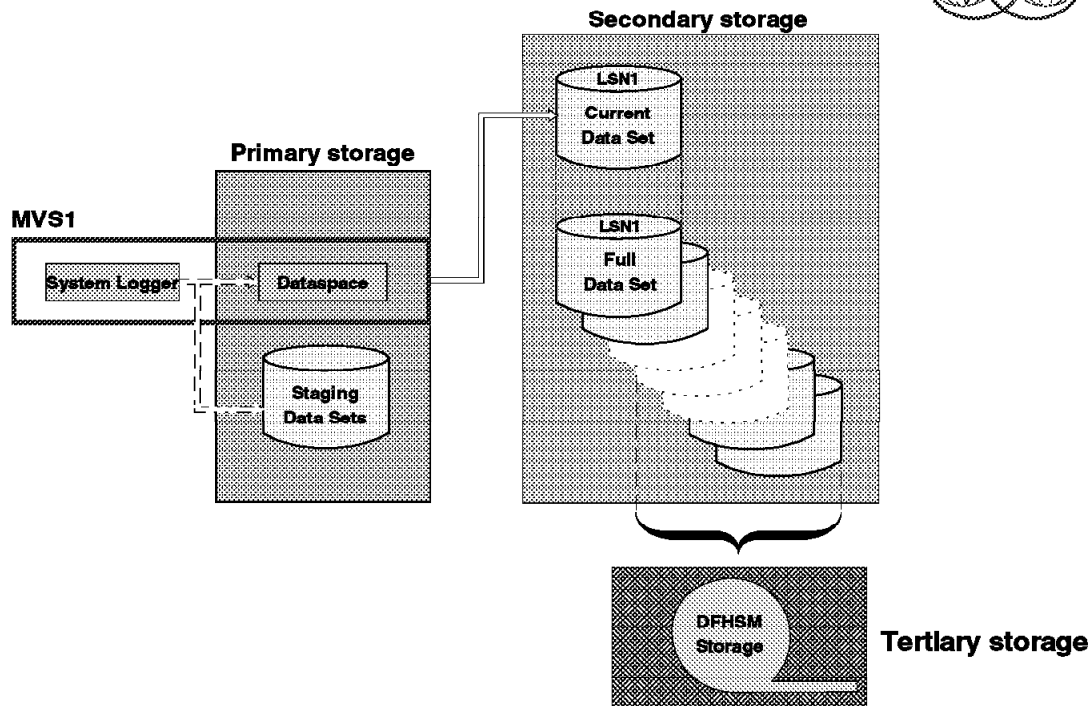 Secondary storage
LSN1
Current
Data Set
Primary storage
MVS1
System Logger
Dataspace
LSN1
Full
Data Set
Staging
Data Sets
DFHSM
Storage
Tertiary storage